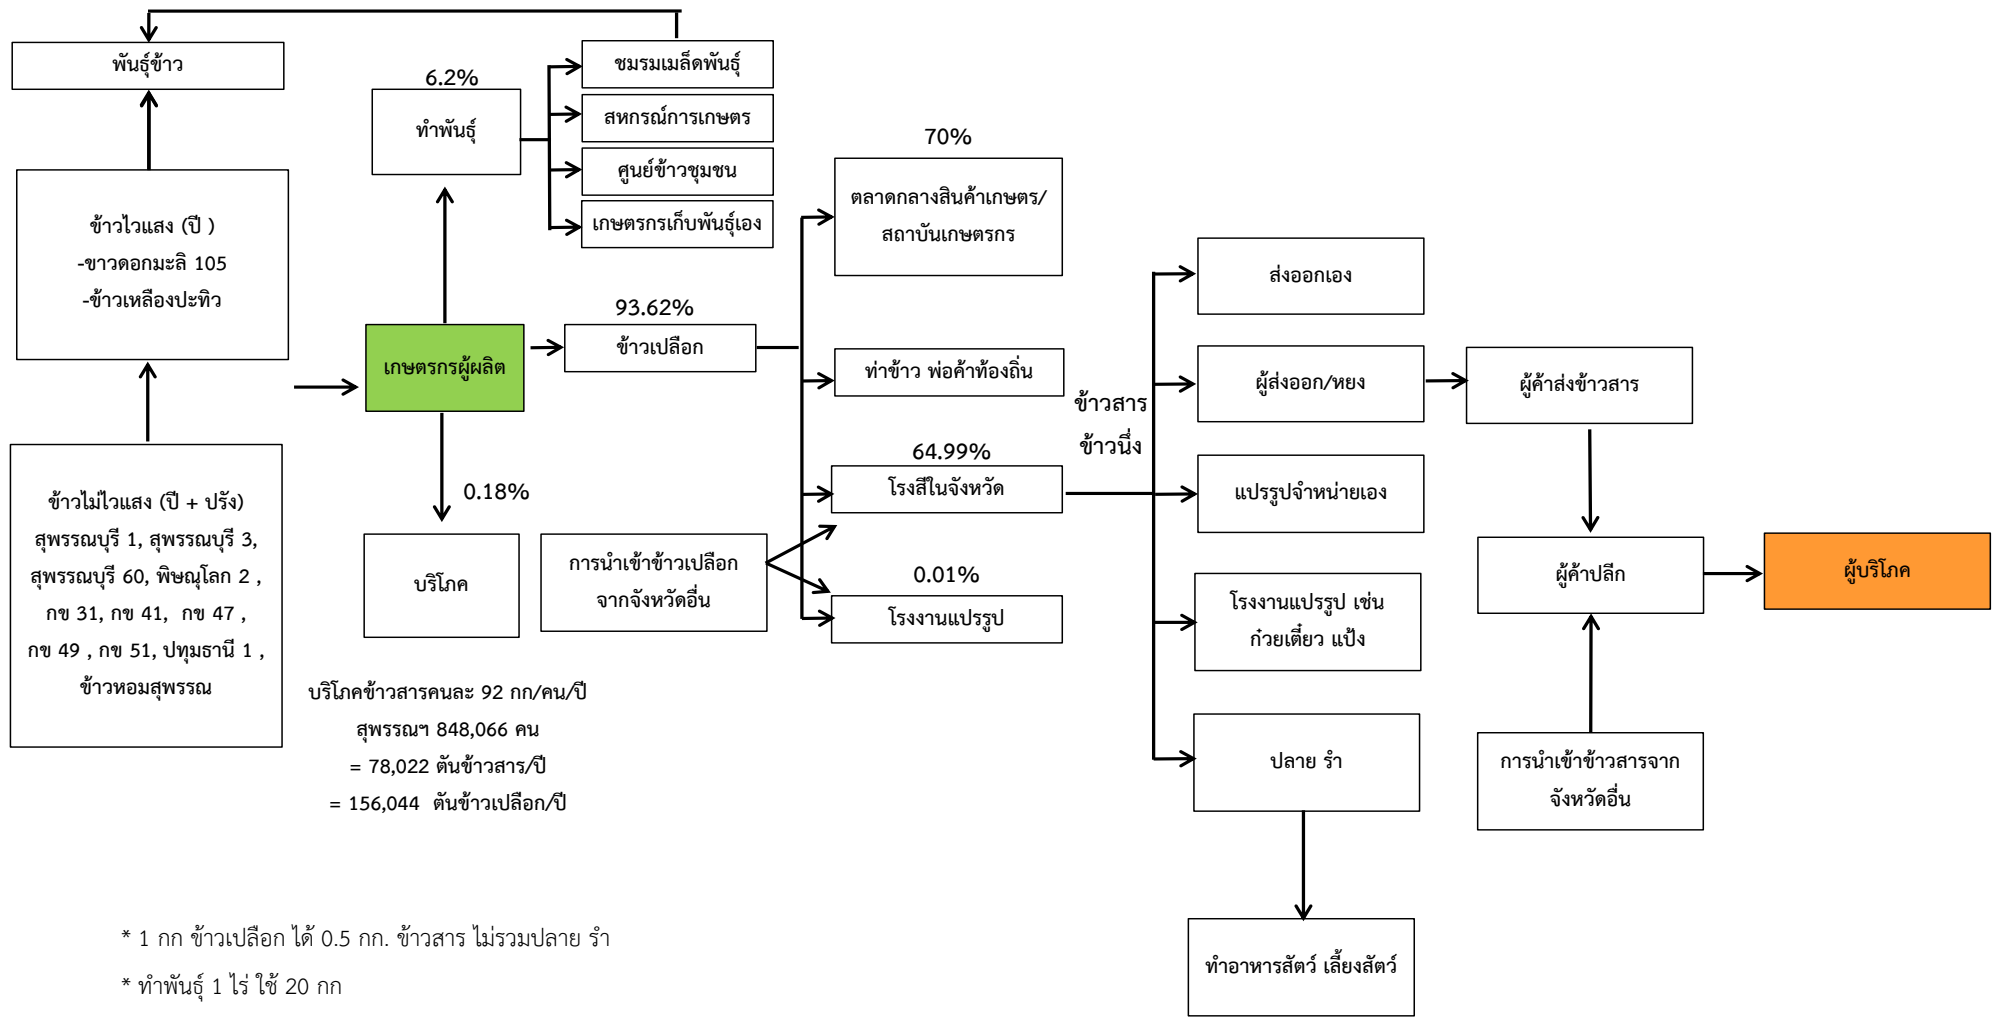 พันธุ์ข้าว
ข้าวไวแสง (ปี )
-ขาวดอกมะลิ 105
-ข้าวเหลืองปะทิว
ข้าวไม่ไวแสง (ปี + ปรัง)
สุพรรณบุรี 1, สุพรรณบุรี 3,
สุพรรณบุรี 60, พิษณุโลก 2 ,
กข 31, กข 41, กข 47 ,
กข 49 , กข 51, ปทุมธานี 1 ,
ข้าวหอมสุพรรณ
6.2%
ทำพันธุ์
ชมรมเมล็ดพันธุ์
สหกรณ์การเกษตร
ศูนย์ข้าวชุมชน
เกษตรกรเก็บพันธุ์เอง
เกษตรกรผู้ผลิต
93.62%
ข้าวเปลือก
0.18%
บริโภค
บริโภคข้าวสารคนละ 92 กก/คน/ปี
สุพรรณฯ 848,066 คน
= 78,022 ตันข้าวสาร/ปี
= 156,044 ตันข้าวเปลือก/ปี
การนำเข้าข้าวเปลือก
จากจังหวัดอื่น
70%
ตลาดกลางสินค้าเกษตร/
สถาบันเกษตรกร
ท่าข้าว พ่อค้าท้องถิ่น
64.99%
โรงสีในจังหวัด
0.01%
โรงงานแปรรูป
ข้าวสาร
ข้าวนึ่ง
ส่งออกเอง
ผู้ส่งออก/หยง
แปรรูปจำหน่ายเอง
โรงงานแปรรูป เช่น
ก๋วยเตี๋ยว แป้ง
ปลาย รำ
ทำอาหารสัตว์ เลี้ยงสัตว์
ผู้ค้าส่งข้าวสาร
ผู้ค้าปลีก
การนำเข้าข้าวสารจาก
จังหวัดอื่น
ผู้บริโภค
* 1 กก ข้าวเปลือก ได้ 0.5 กก. ข้าวสาร ไม่รวมปลาย รำ
* ทำพันธุ์ 1 ไร่ ใช้ 20 กก